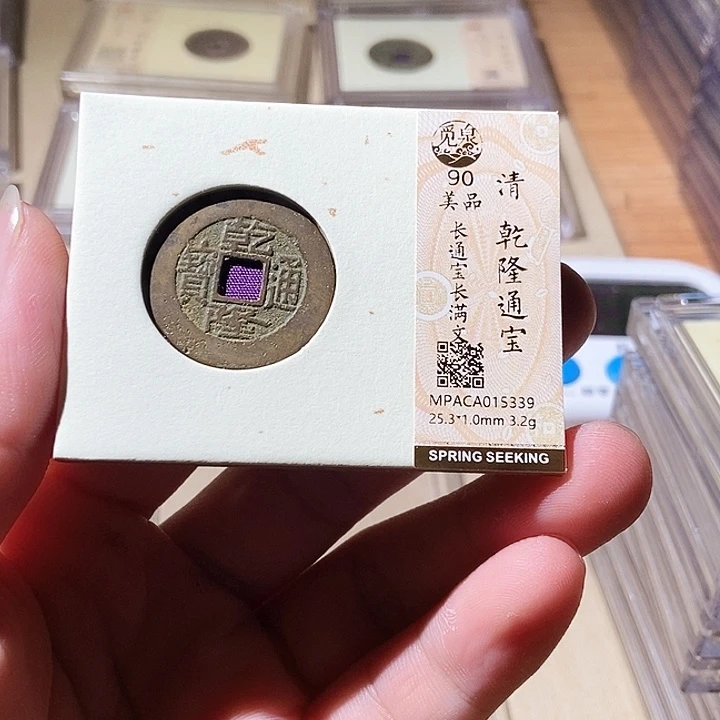 乾隆通寳
觅泉
90
美品
清 乾隆通宝
长通宝长满文
MPACA015339
25.3*1.0mm 3.2g
SPRING SEEKING